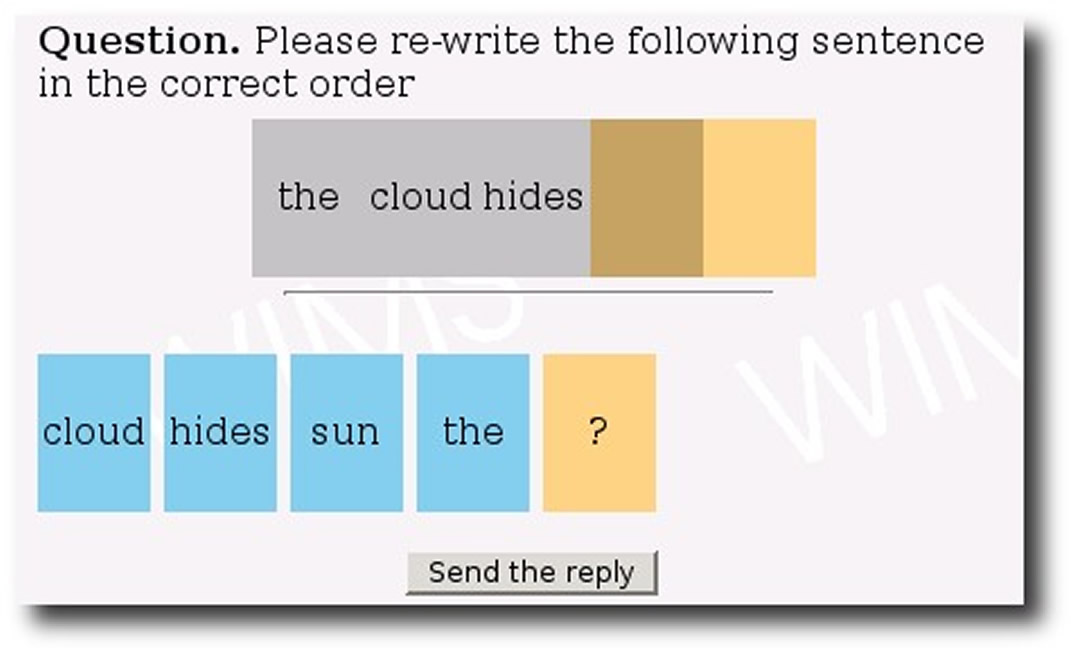 Question. Please re-write the following sentence
in the correct order
the cloud hides
WIMS
WIM
cloud hides sun the ?
Send the reply